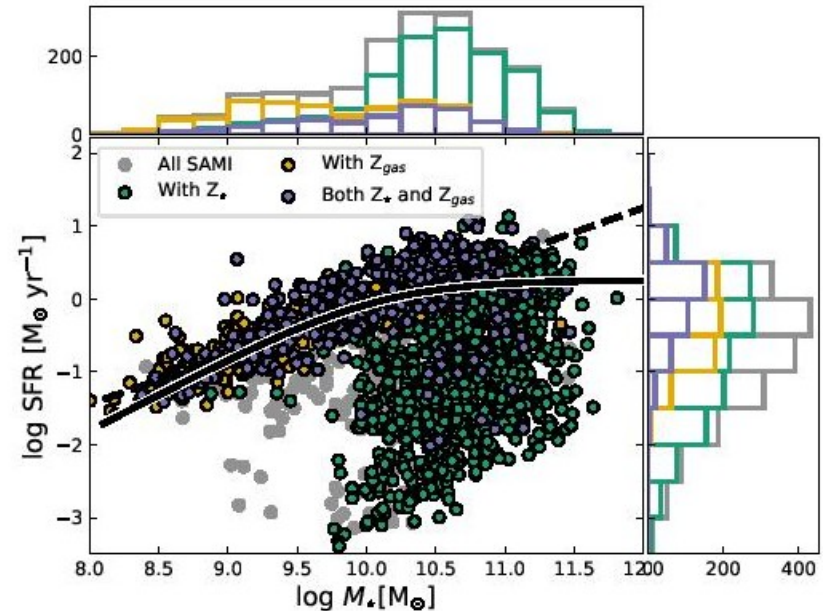 200
0
2
1
0
−1
−2
−3
log SFR [M⊙ yr⁻¹]
All SAMI
With Z⋆
With Z_gas
Both Z⋆ and Z_gas
8.0 8.5 9.0 9.5 10.0 10.5 11.0 11.5 12
log M⋆[M⊙]
200 400